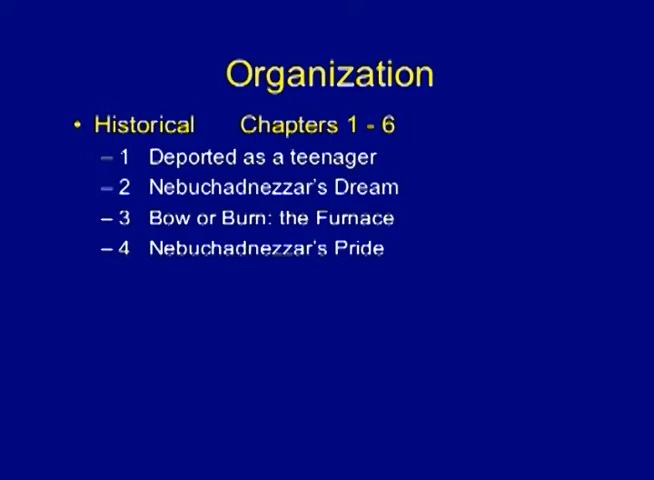 Organization
• Historical Chapters 1 - 6
– 1 Deported as a teenager
– 2 Nebuchadnezzar's Dream
– 3 Bow or Burn: the Furnace
– 4 Nebuchadnezzar's Pride